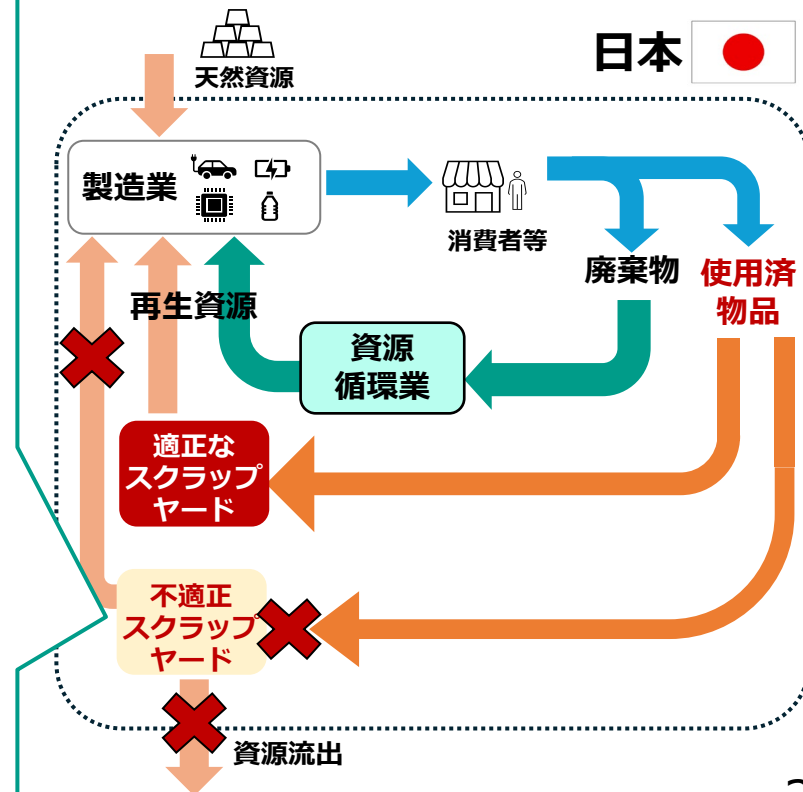 日本
天然資源
製造業
消費者等
廃棄物
使用済
物品
再生資源
資源
循環業
適正な
スクラップ
ヤード
不適正
スクラップ
ヤード
資源流出